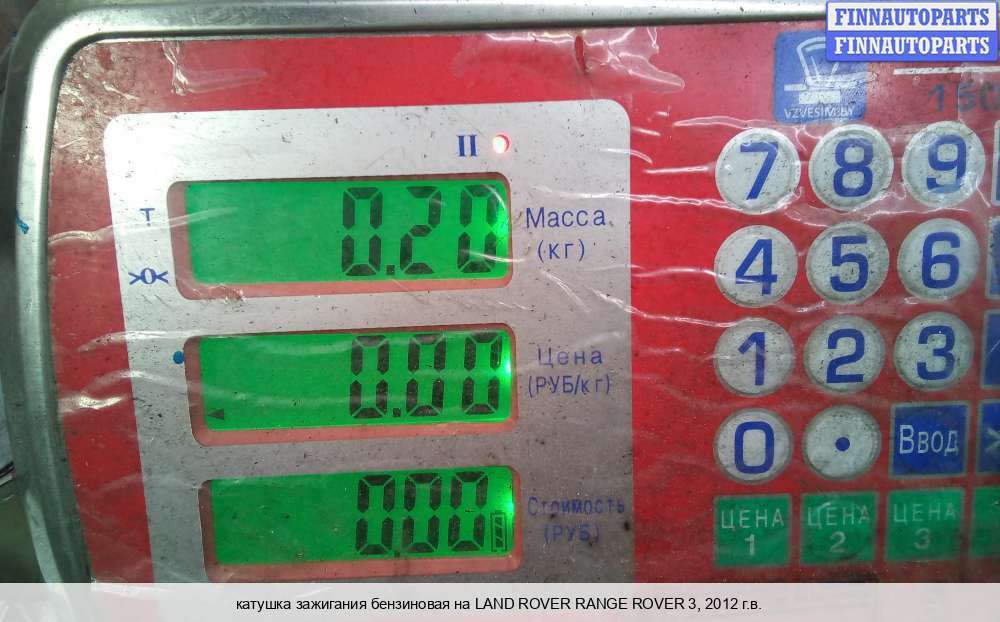 FINNAUTOPARTS
FINNAUTOPARTS
VZVESIM.BY
150
II
T
0.20
Масса
(кг)
>0<
0.00
Цена
(РУБ/кг)
0.00
Стоимость
(РУБ)
7 8 9
4 5 6
1 2 3
0 . Ввод
ЦЕНА 1
ЦЕНА 2
ЦЕНА 3
катушка зажигания бензиновая на LAND ROVER RANGE ROVER 3, 2012 г.в.